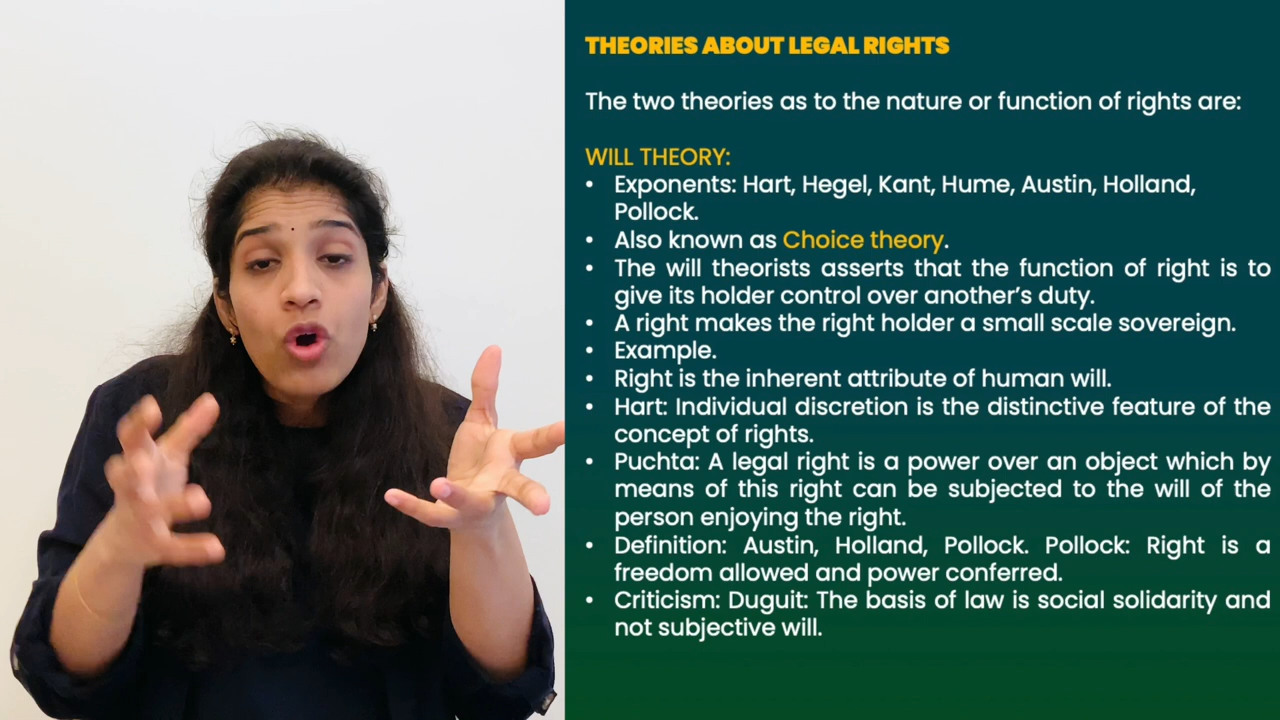 THEORIES ABOUT LEGAL RIGHTS
The two theories as to the nature or function of rights are:
WILL THEORY:
• Exponents: Hart, Hegel, Kant, Hume, Austin, Holland,
Pollock.
• Also known as Choice theory.
• The will theorists asserts that the function of right is to
give its holder control over another's duty.
• A right makes the right holder a small scale sovereign.
• Example.
• Right is the inherent attribute of human will.
• Hart: Individual discretion is the distinctive feature of the
concept of rights.
• Puchta: A legal right is a power over an object which by
means of this right can be subjected to the will of the
person enjoying the right.
• Definition: Austin, Holland, Pollock. Pollock: Right is a
freedom allowed and power conferred.
• Criticism: Duguit: The basis of law is social solidarity and
not subjective will.